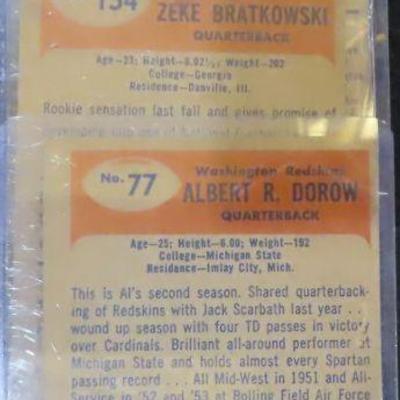 134
ZEKE BRATKOWSKI
QUARTERBACK
Age—23; Height—6.02½; Weight—202
College—Georgia
Residence—Danville, Ill.
Rookie sensation last fall and gives promise of
No. 77
Washington Redskins
ALBERT R. DOROW
QUARTERBACK
Age—25; Height—6.00; Weight—192
College—Michigan State
Residence—Imlay City, Mich.
This is Al's second season. Shared quarterback-
ing of Redskins with Jack Scarbath last year . .
wound up season with four TD passes in victory
over Cardinals. Brilliant all-around performer at
Michigan State and holds almost every Spartan
passing record . . . All Mid-West in 1951 and All-
Service in '52 and '53 at Bolling Field Air Force